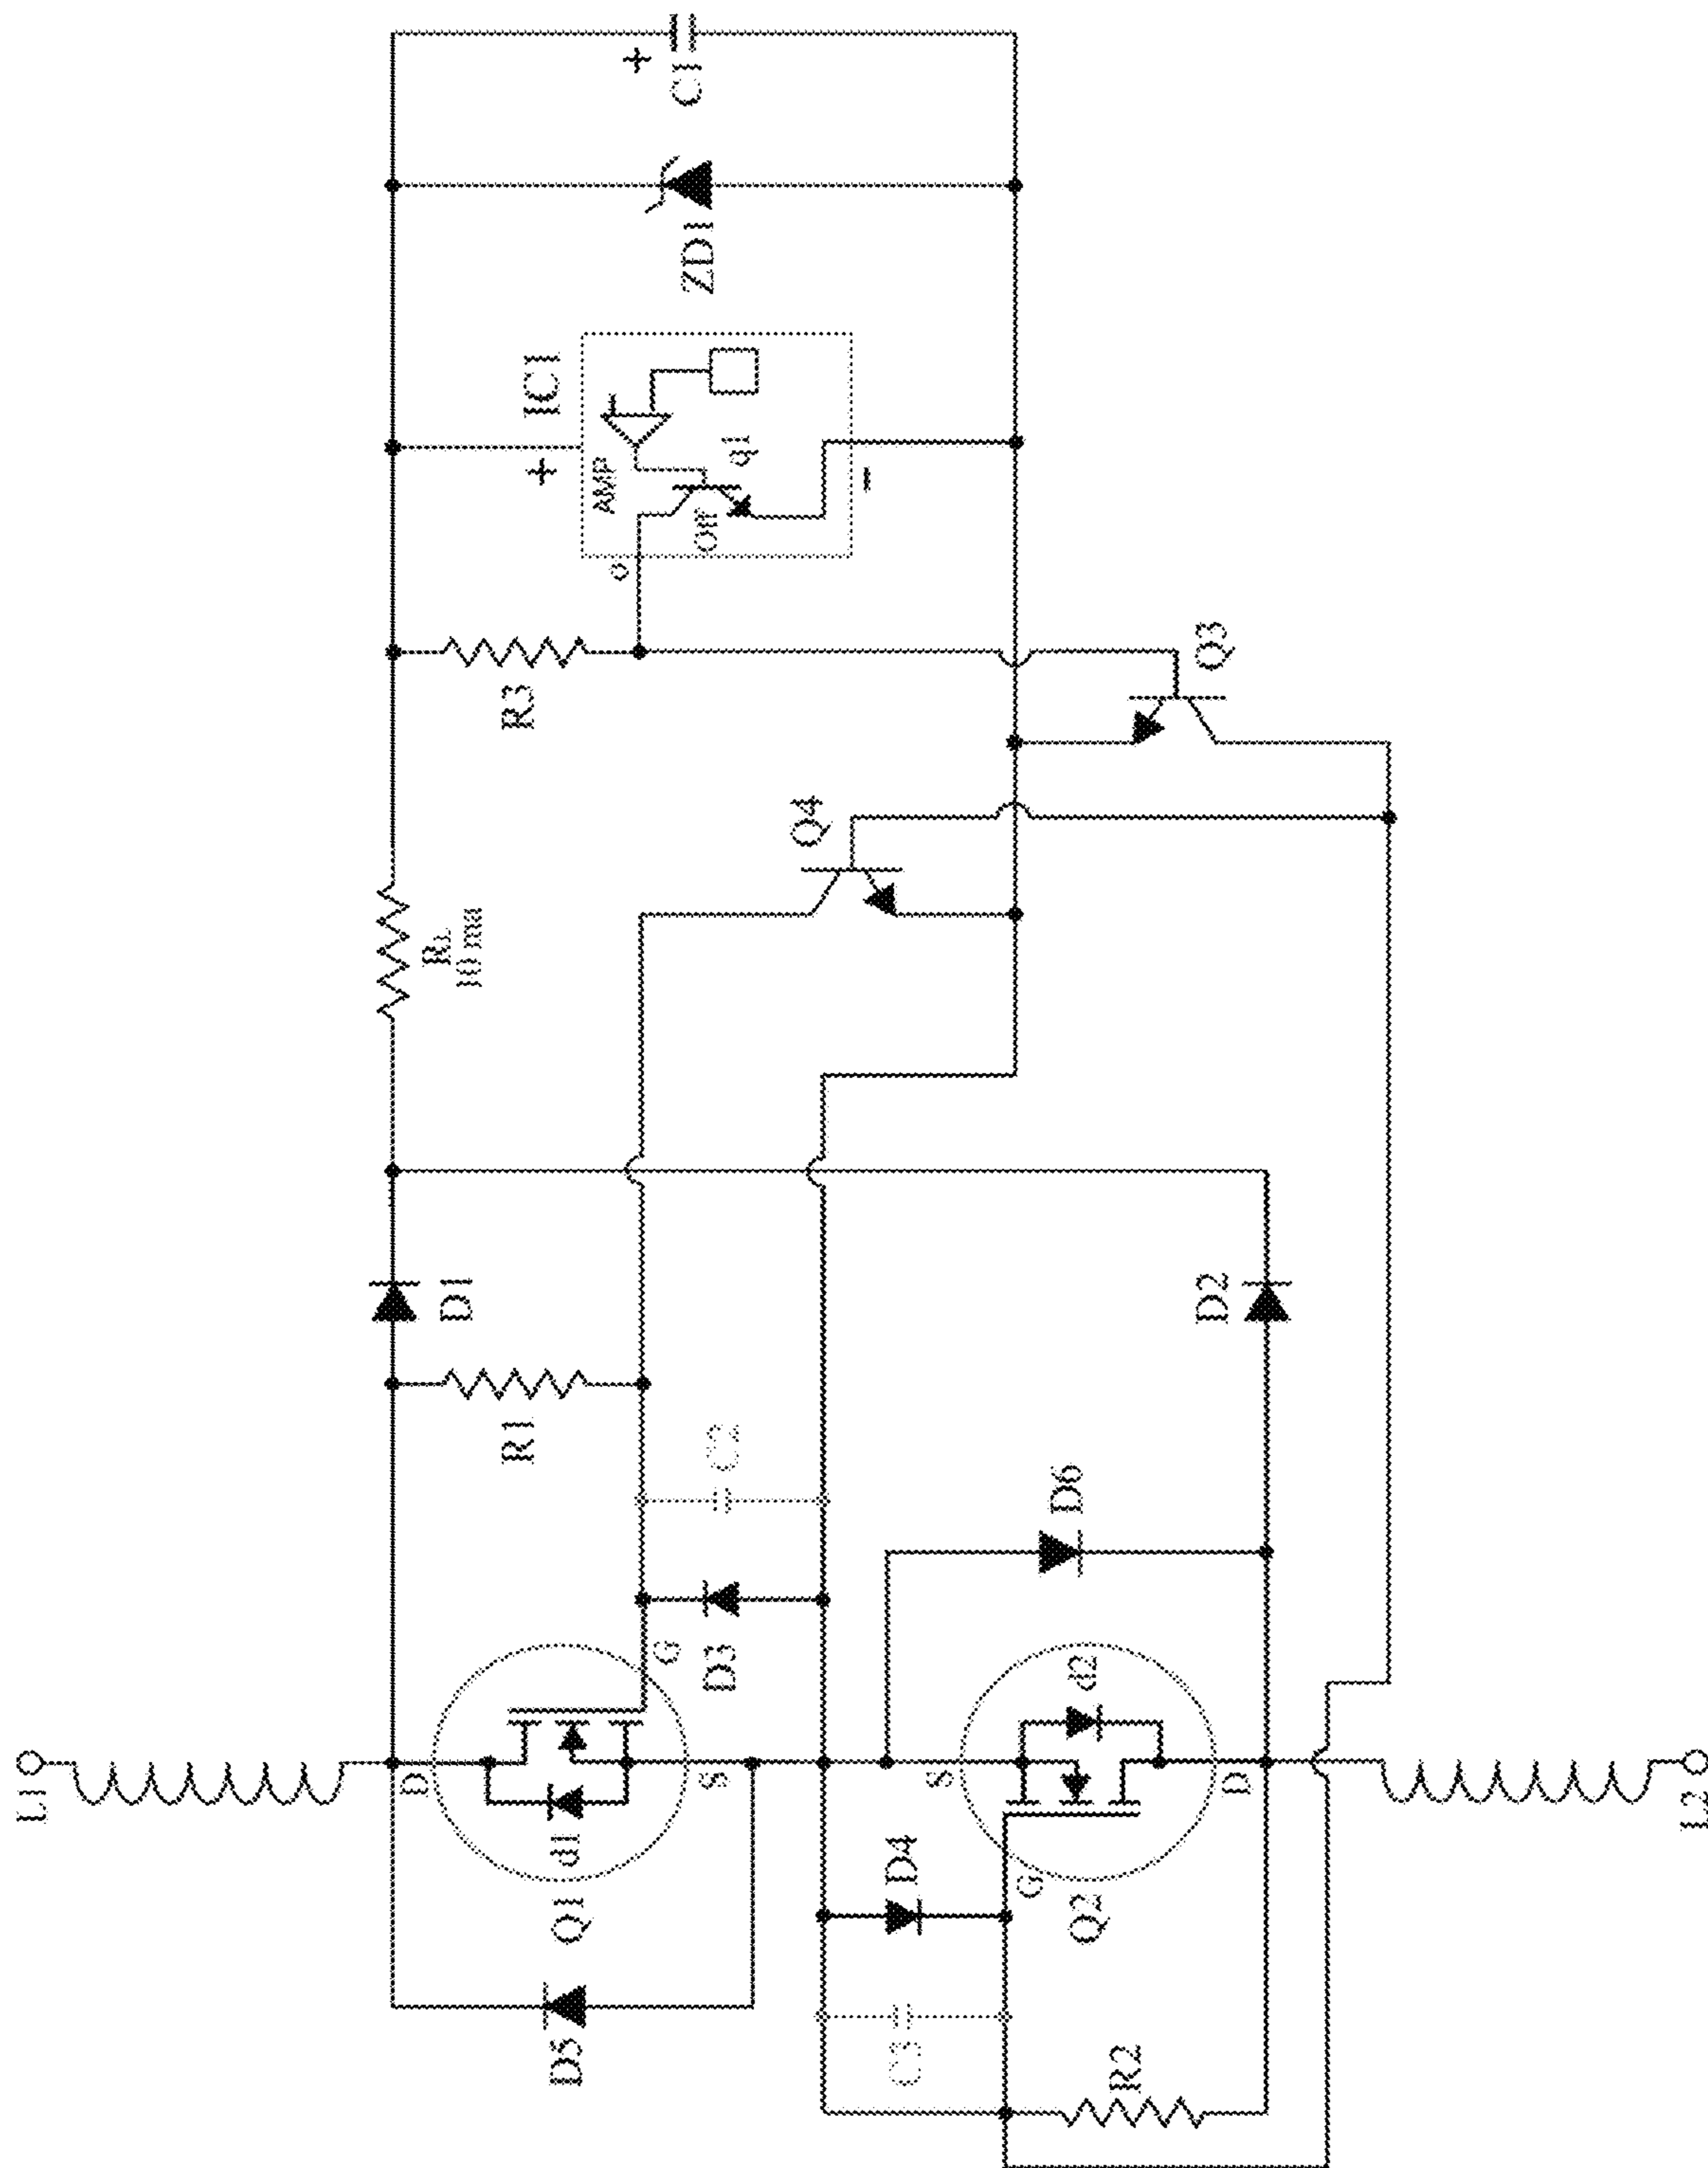 L1
D
d1
Q1
S
G
D5
D3
C2
R1
D1
R3
IC1
+
AMP
q1
Off
o
-
ZD1
+
C1
Q4
Q3
S
d2
D
G
Q2
D4
C3
R2
D6
D2
L2